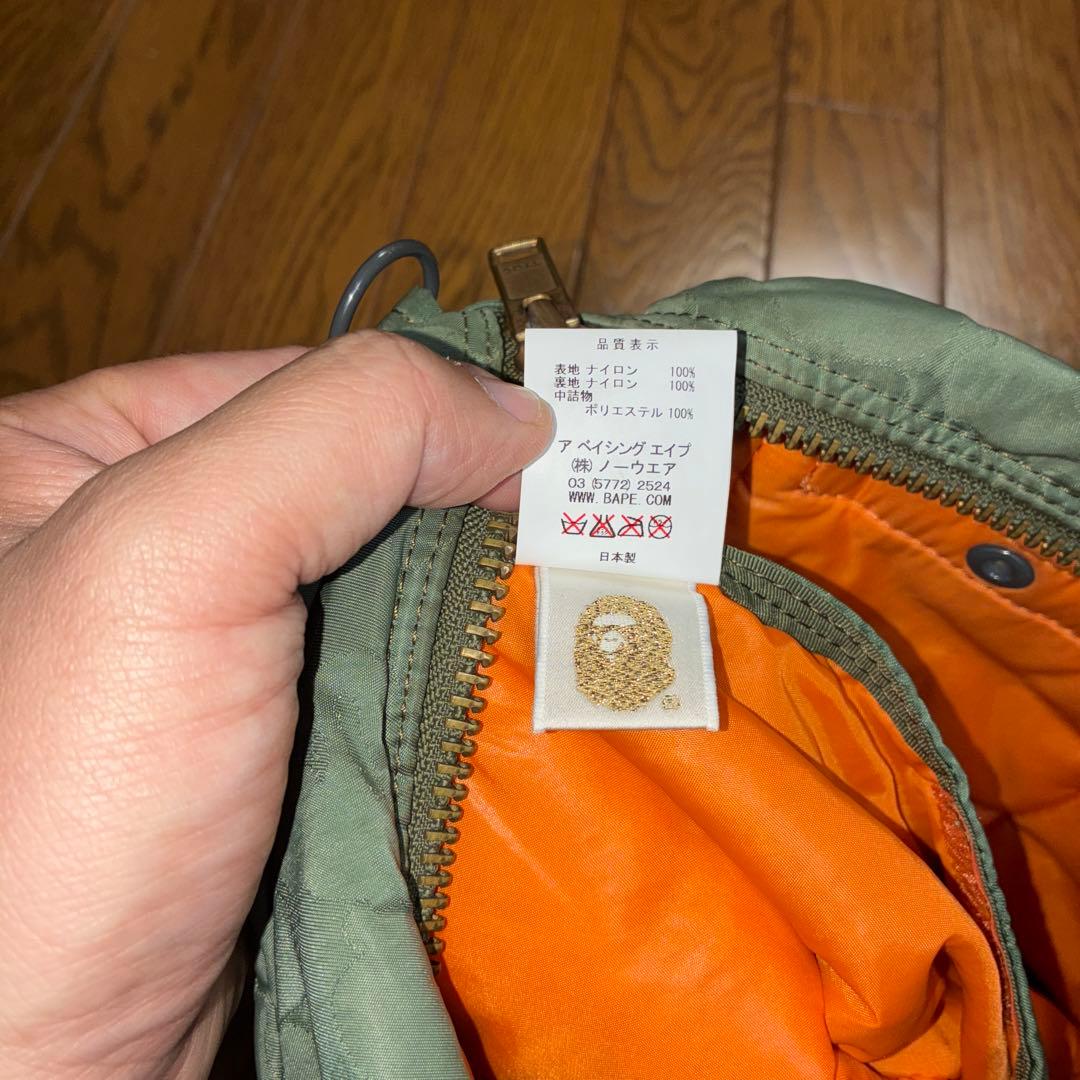 品質表示
表地 ナイロン 100%
裏地 ナイロン 100%
中詰物
ポリエステル 100%
ア ベイシング エイプ
(株) ノーウエア
03 (5772) 2524
WWW.BAPE.COM
日本製